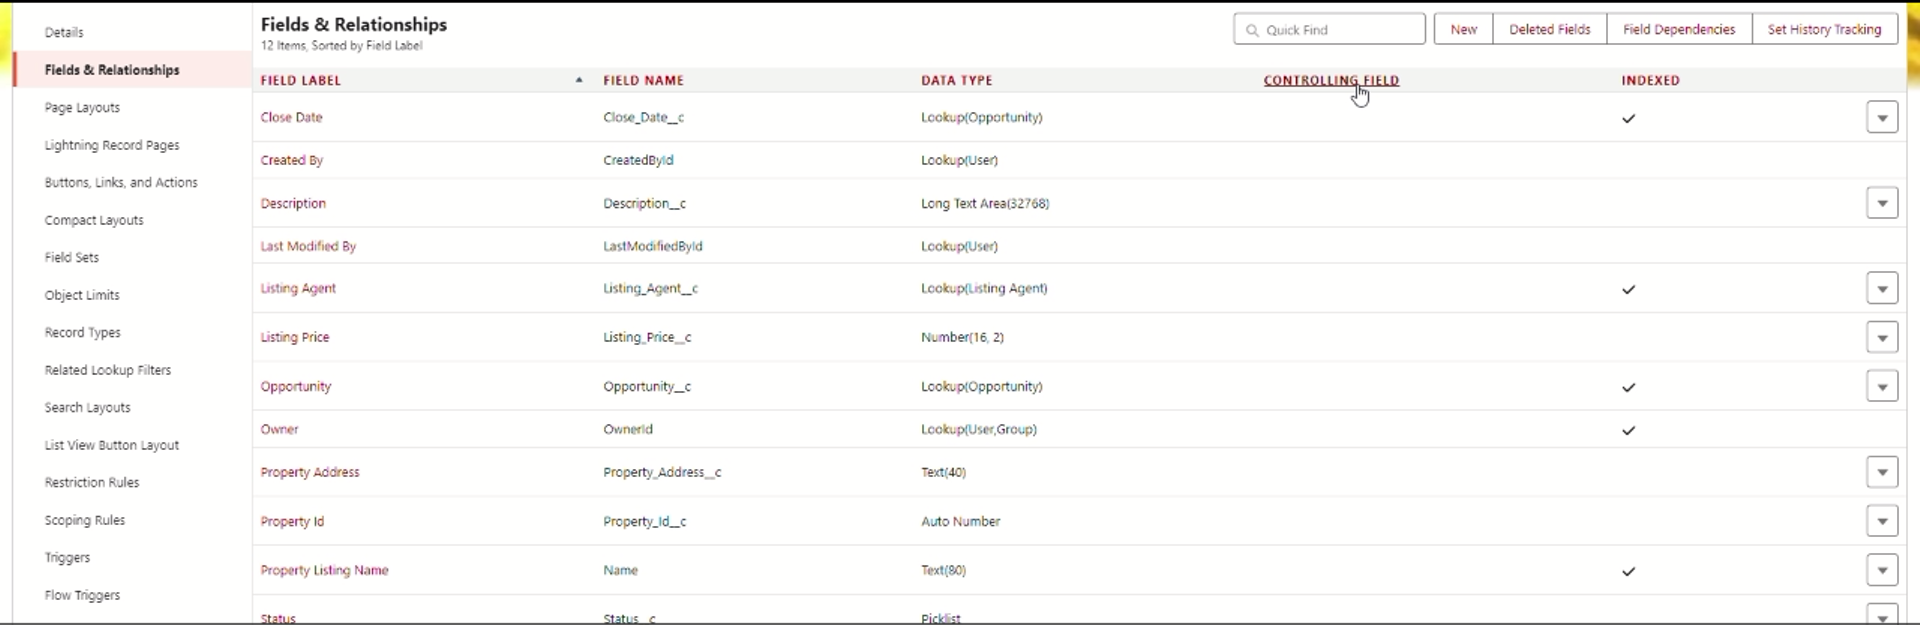 Details
Fields & Relationships
Page Layouts
Lightning Record Pages
Buttons, Links, and Actions
Compact Layouts
Field Sets
Object Limits
Record Types
Related Lookup Filters
Search Layouts
List View Button Layout
Restriction Rules
Scoping Rules
Triggers
Flow Triggers
Fields & Relationships
12 Items, Sorted by Field Label
Quick Find New Deleted Fields Field Dependencies Set History Tracking
FIELD LABEL FIELD NAME DATA TYPE CONTROLLING FIELD INDEXED
Close Date Close_Date__c Lookup(Opportunity)
Created By CreatedById Lookup(User)
Description Description__c Long Text Area(32768)
Last Modified By LastModifiedById Lookup(User)
Listing Agent Listing_Agent__c Lookup(Listing Agent)
Listing Price Listing_Price__c Number(16, 2)
Opportunity Opportunity__c Lookup(Opportunity)
Owner OwnerId Lookup(User,Group)
Property Address Property_Address__c Text(40)
Property Id Property_Id__c Auto Number
Property Listing Name Name Text(80)
Status Status__c Picklist